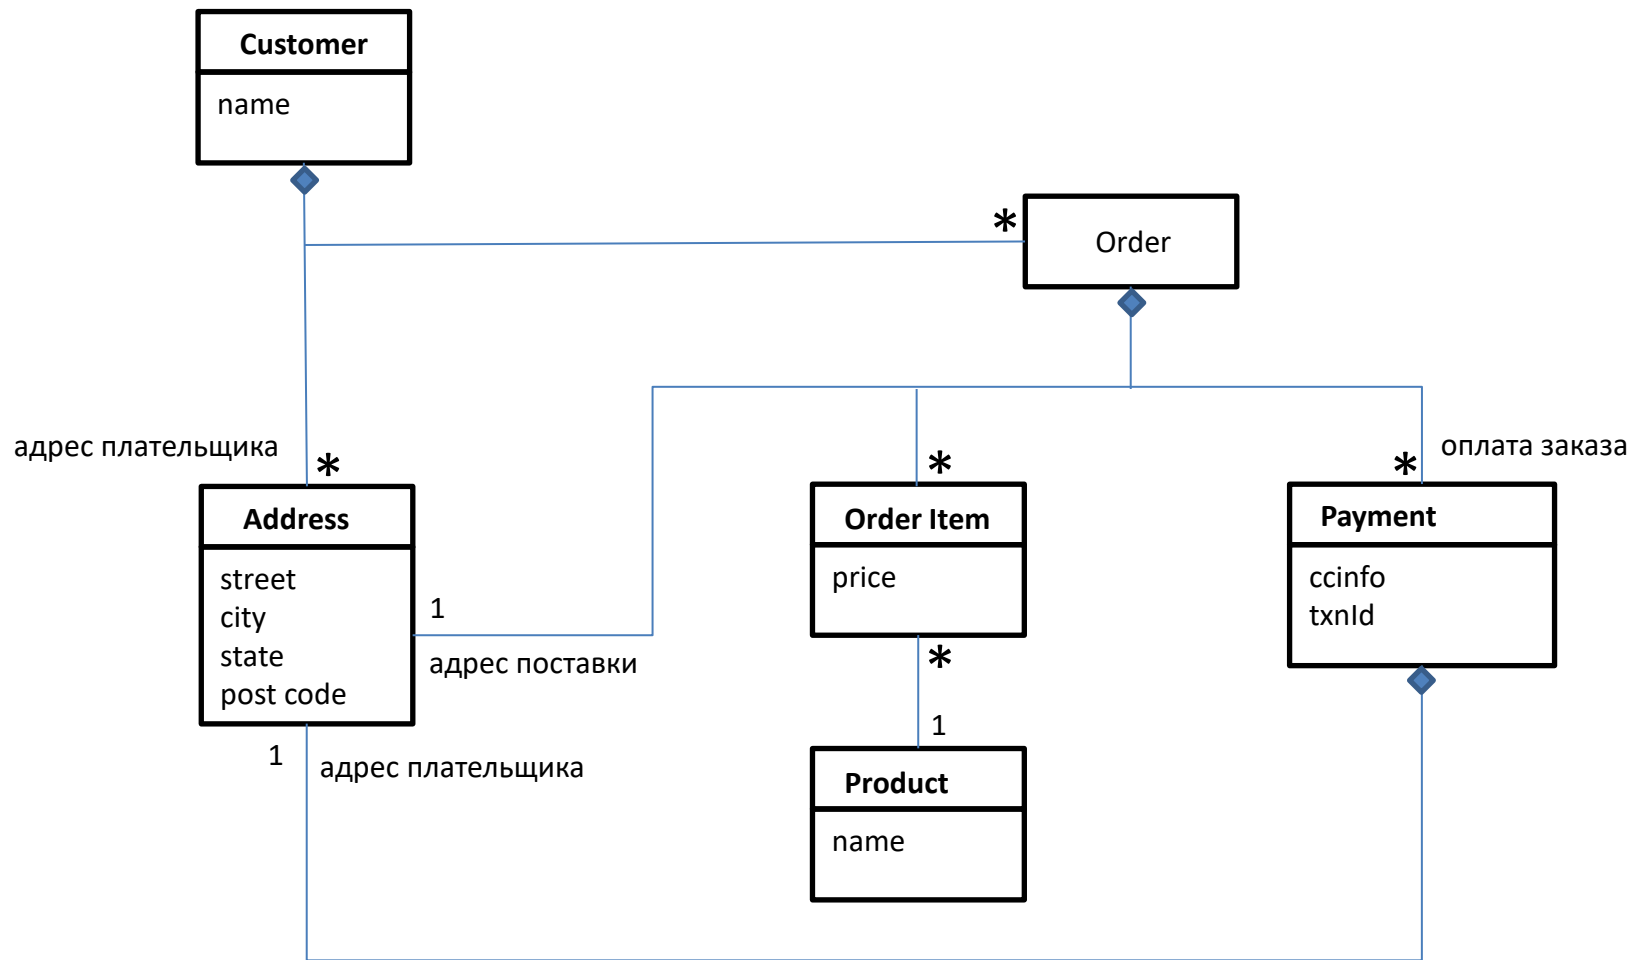 Customer
name
*
Order
адрес плательщика
*
*
*
оплата заказа
Address
street
city
state
post code
Order Item
price
Payment
ccinfo
txnId
1
адрес поставки
*
1
1
адрес плательщика
Product
name